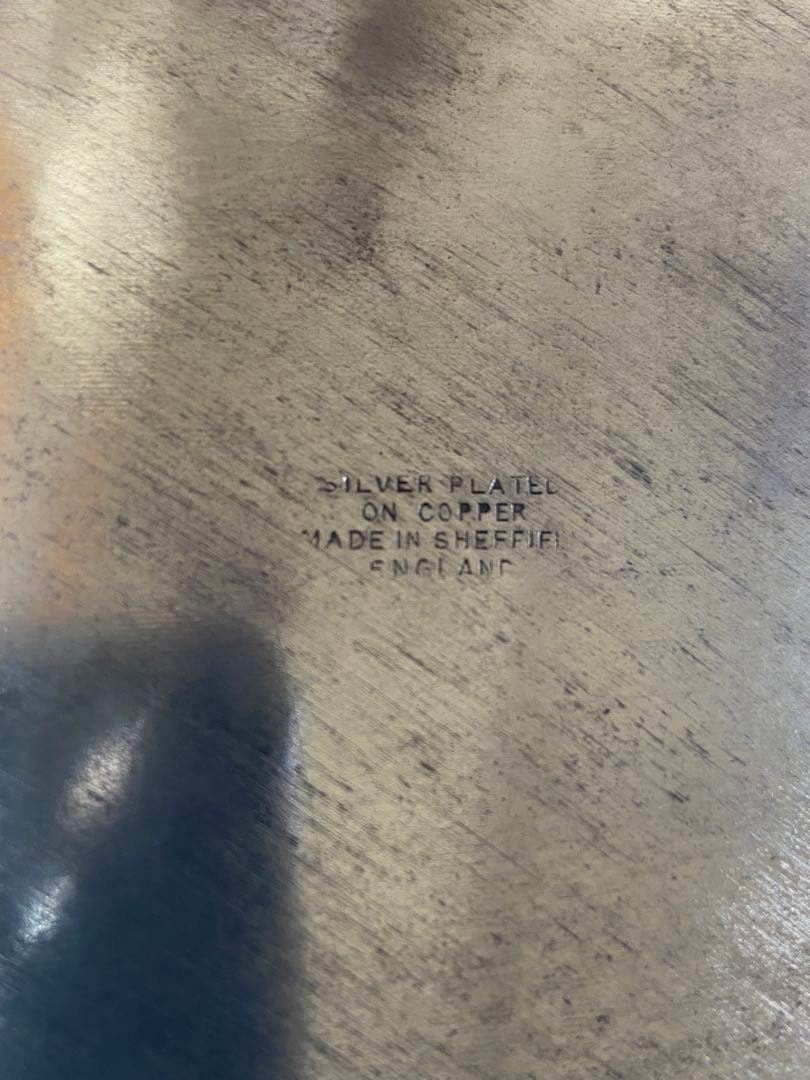 SILVER PLATED
ON COPPER
MADE IN SHEFFIELD
ENGLAND